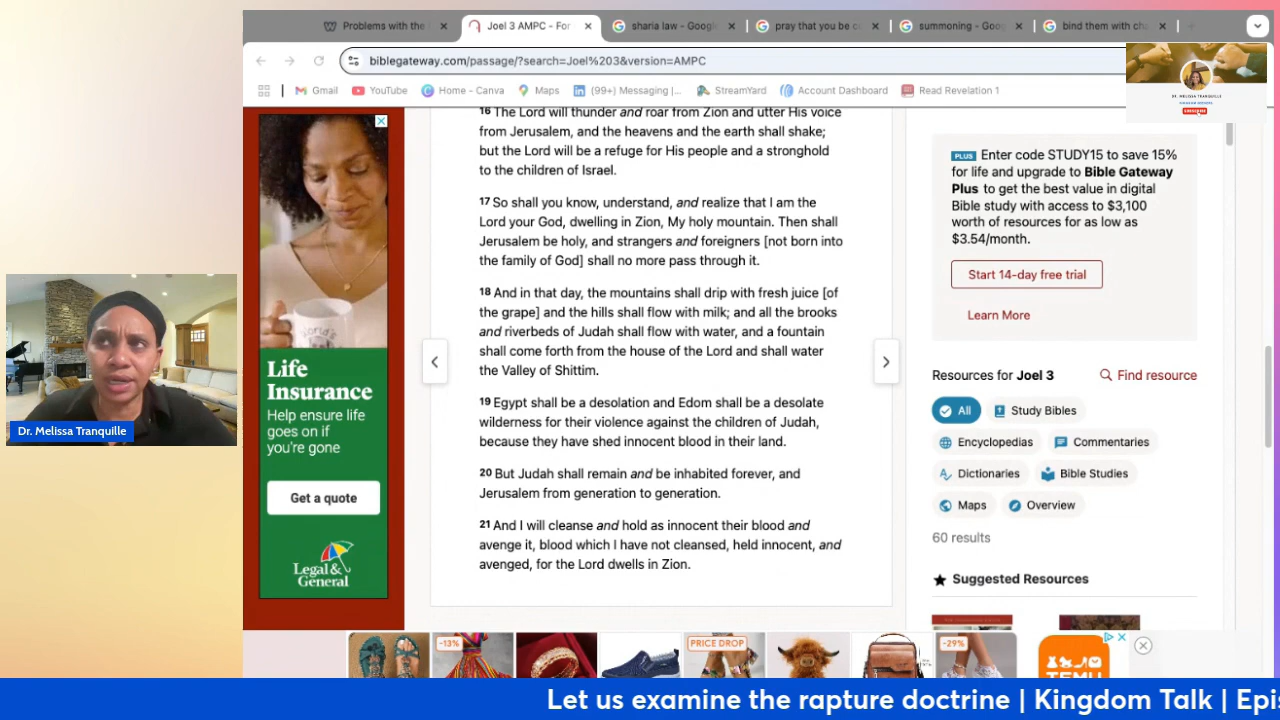 Problems with the
Joel 3 AMPC - For
sharia law - Google
pray that you be c
summoning - Goo
bind them with cha
biblegateway.com/passage/?search=Joel%203&version=AMPC
Gmail
YouTube
Home - Canva
Maps
(99+) Messaging |...
StreamYard
Account Dashboard
Read Revelation 1
DR. MELISSA TRANQUILLE
SUBSCRIBE
16 The Lord will thunder and roar from Zion and utter His voice
from Jerusalem, and the heavens and the earth shall shake;
but the Lord will be a refuge for His people and a stronghold
to the children of Israel.
17 So shall you know, understand, and realize that I am the
Lord your God, dwelling in Zion, My holy mountain. Then shall
Jerusalem be holy, and strangers and foreigners [not born into
the family of God] shall no more pass through it.
18 And in that day, the mountains shall drip with fresh juice [of
the grape] and the hills shall flow with milk; and all the brooks
and riverbeds of Judah shall flow with water, and a fountain
shall come forth from the house of the Lord and shall water
the Valley of Shittim.
19 Egypt shall be a desolation and Edom shall be a desolate
wilderness for their violence against the children of Judah,
because they have shed innocent blood in their land.
20 But Judah shall remain and be inhabited forever, and
Jerusalem from generation to generation.
21 And I will cleanse and hold as innocent their blood and
avenge it, blood which I have not cleansed, held innocent, and
avenged, for the Lord dwells in Zion.
PLUS Enter code STUDY15 to save 15%
for life and upgrade to Bible Gateway
Plus to get the best value in digital
Bible study with access to $3,100
worth of resources for as low as
$3.54/month.
Start 14-day free trial
Learn More
Resources for Joel 3
Find resource
All
Study Bibles
Encyclopedias
Commentaries
Dictionaries
Bible Studies
Maps
Overview
60 results
Suggested Resources
World's
Life
Insurance
Help ensure life
goes on if
you're gone
Get a quote
Legal&
General
Dr. Melissa Tranquille
-13%
PRICE DROP
-29%
TEMU
Let us examine the rapture doctrine | Kingdom Talk | Epis